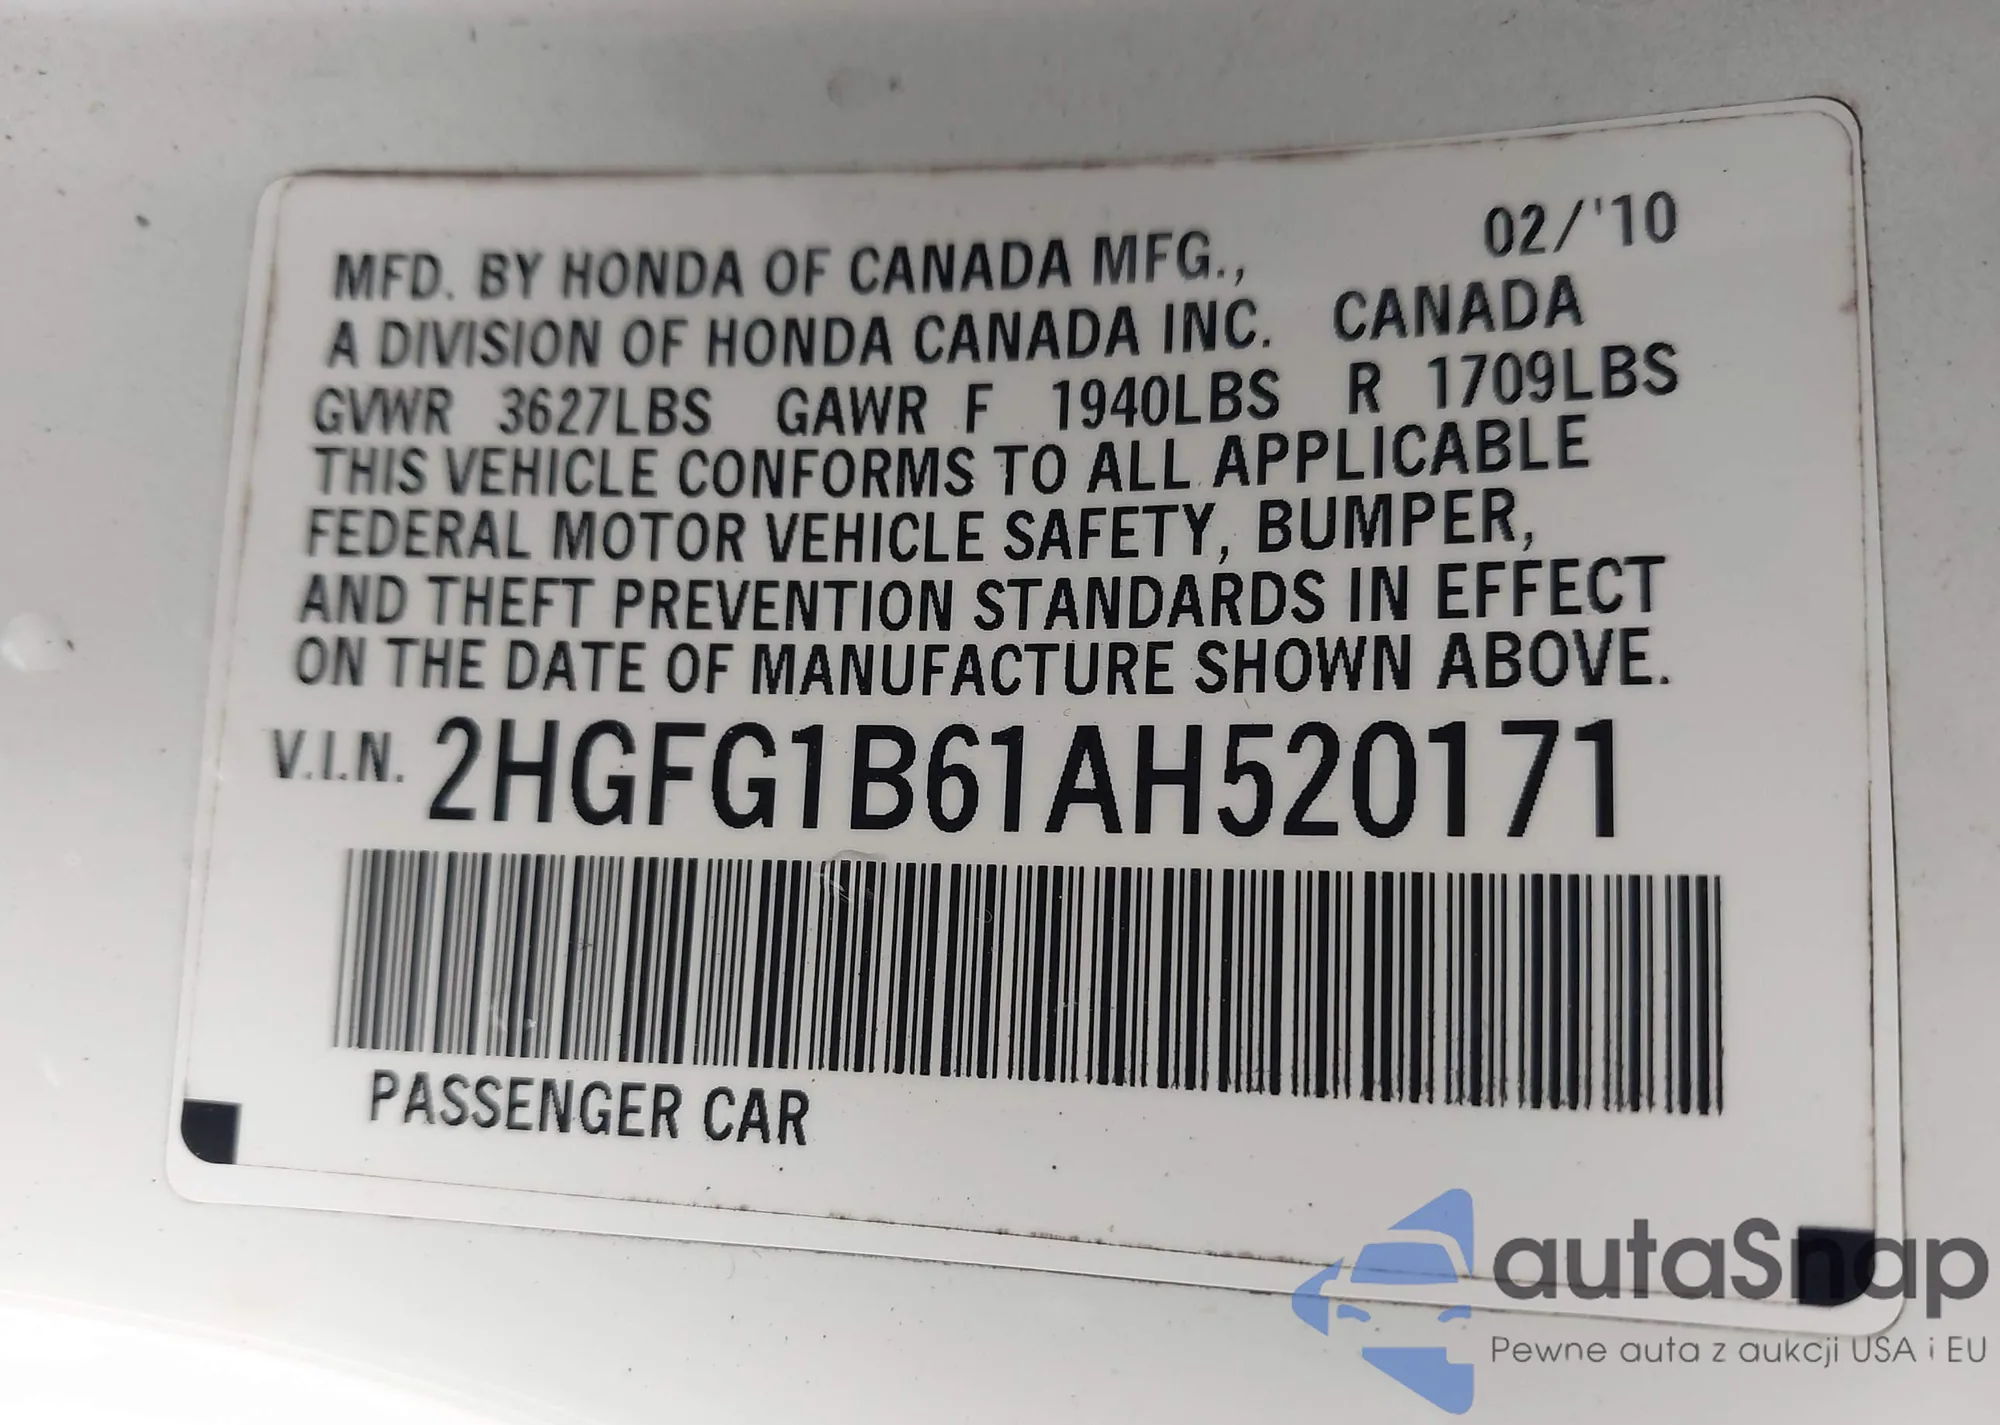 02/'10
MFD. BY HONDA OF CANADA MFG.,
A DIVISION OF HONDA CANADA INC. CANADA
GVWR 3627LBS GAWR F 1940LBS R 1709LBS
THIS VEHICLE CONFORMS TO ALL APPLICABLE
FEDERAL MOTOR VEHICLE SAFETY, BUMPER,
AND THEFT PREVENTION STANDARDS IN EFFECT
ON THE DATE OF MANUFACTURE SHOWN ABOVE.
V.I.N. 2HGFG1B61AH520171
PASSENGER CAR
autaSnap
Pewne auta z aukcji USA i EU